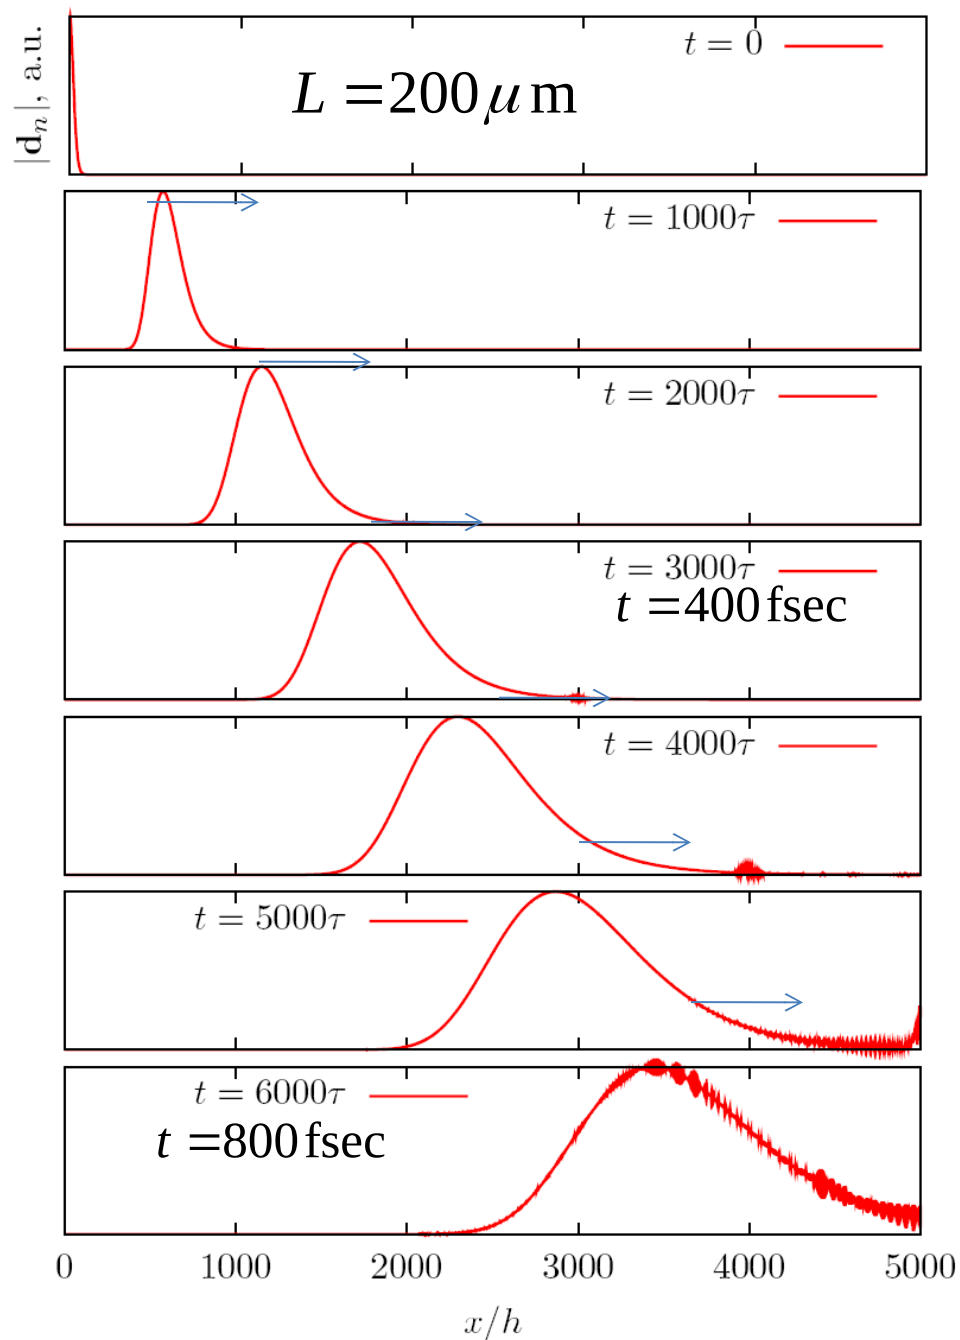 |dₙ|, a.u.
t = 0
L = 200 μm
t = 1000τ
t = 2000τ
t = 3000τ
t = 400 fsec
t = 4000τ
t = 5000τ
t = 6000τ
t = 800 fsec
0 1000 2000 3000 4000 5000
x/h